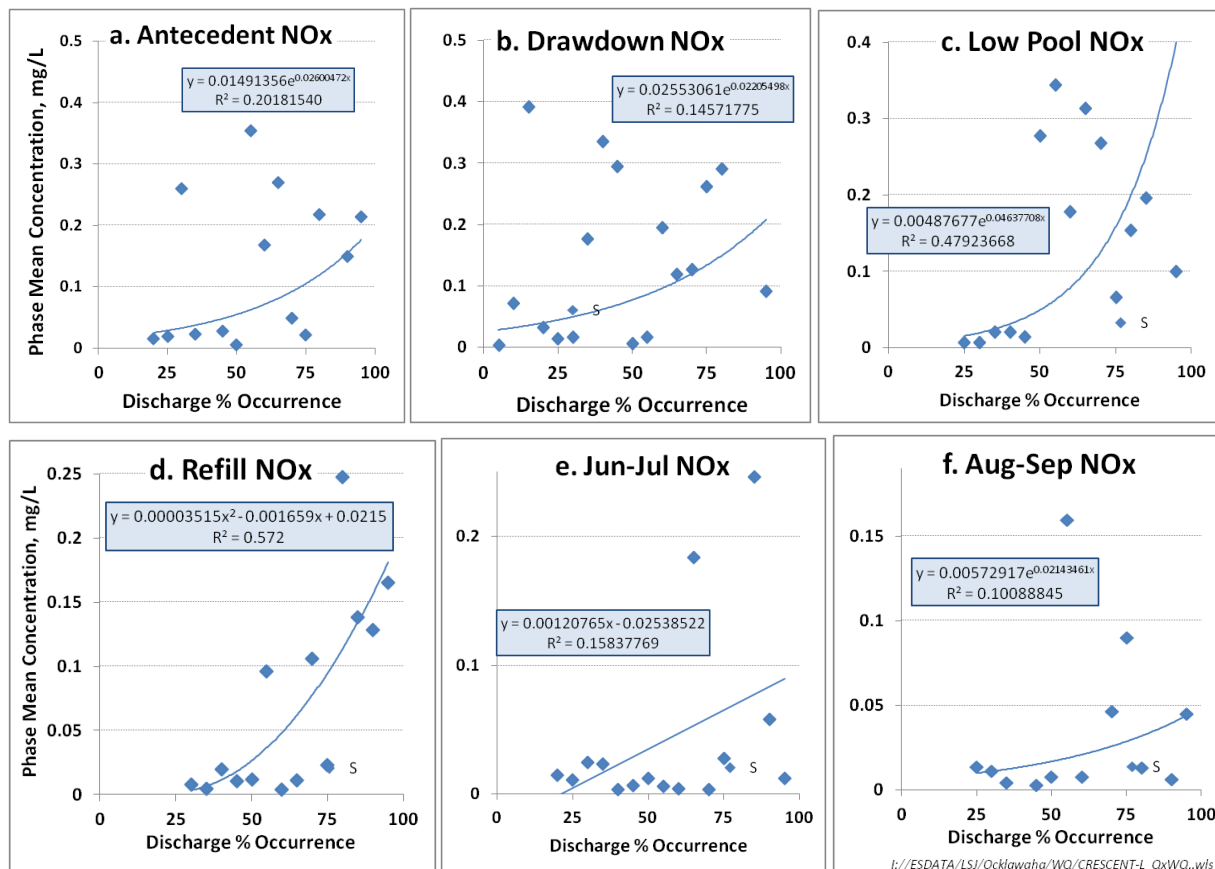 a. Antecedent NOx
Phase Mean Concentration, mg/L
0.5
0.4
0.3
0.2
0.1
0
y = 0.01491356e^0.02600472x
R² = 0.20181540
0 25 50 75 100
Discharge % Occurrence
b. Drawdown NOx
0.5
0.4
0.3
0.2
0.1
0
y = 0.02553061e^0.02205498x
R² = 0.14571775
S
0 25 50 75 100
Discharge % Occurrence
c. Low Pool NOx
0.4
0.3
0.2
0.1
0
y = 0.00487677e^0.04637708x
R² = 0.47923668
S
0 25 50 75 100
Discharge % Occurrence
d. Refill NOx
Phase Mean Concentration, mg/L
0.25
0.2
0.15
0.1
0.05
0
y = 0.00003515x² - 0.001659x + 0.0215
R² = 0.572
S
0 25 50 75 100
Discharge % Occurrence
e. Jun-Jul NOx
0.2
0.1
0
y = 0.00120765x - 0.02538522
R² = 0.15837769
S
0 25 50 75 100
Discharge % Occurrence
f. Aug-Sep NOx
0.15
0.1
0.05
0
y = 0.00572917e^0.02143461x
R² = 0.10088845
S
0 25 50 75 100
Discharge % Occurrence
I://ESDATA/LSJ/Ocklawaha/WQ/CRESCENT-L_QxWQ,.wls